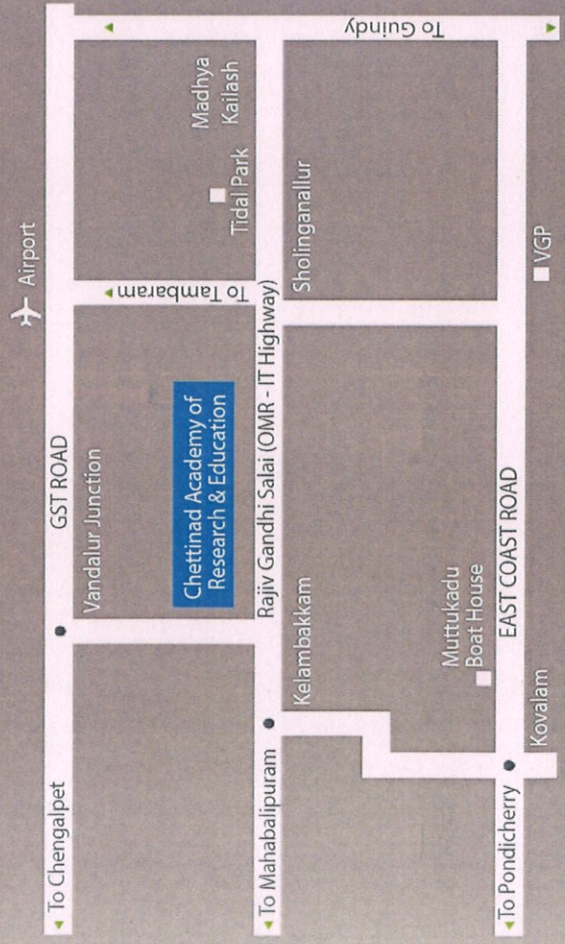 Airport
To Chengalpet
GST ROAD
Vandalur Junction
To Tambaram
Madhya
Kailash
Tidal Park
To Guindy
Chettinad Academy of
Research & Education
To Mahabalipuram
Rajiv Gandhi Salai (OMR - IT Highway)
Kelambakkam
Sholinganallur
Muttukadu
Boat House
To Pondicherry
EAST COAST ROAD
Kovalam
VGP